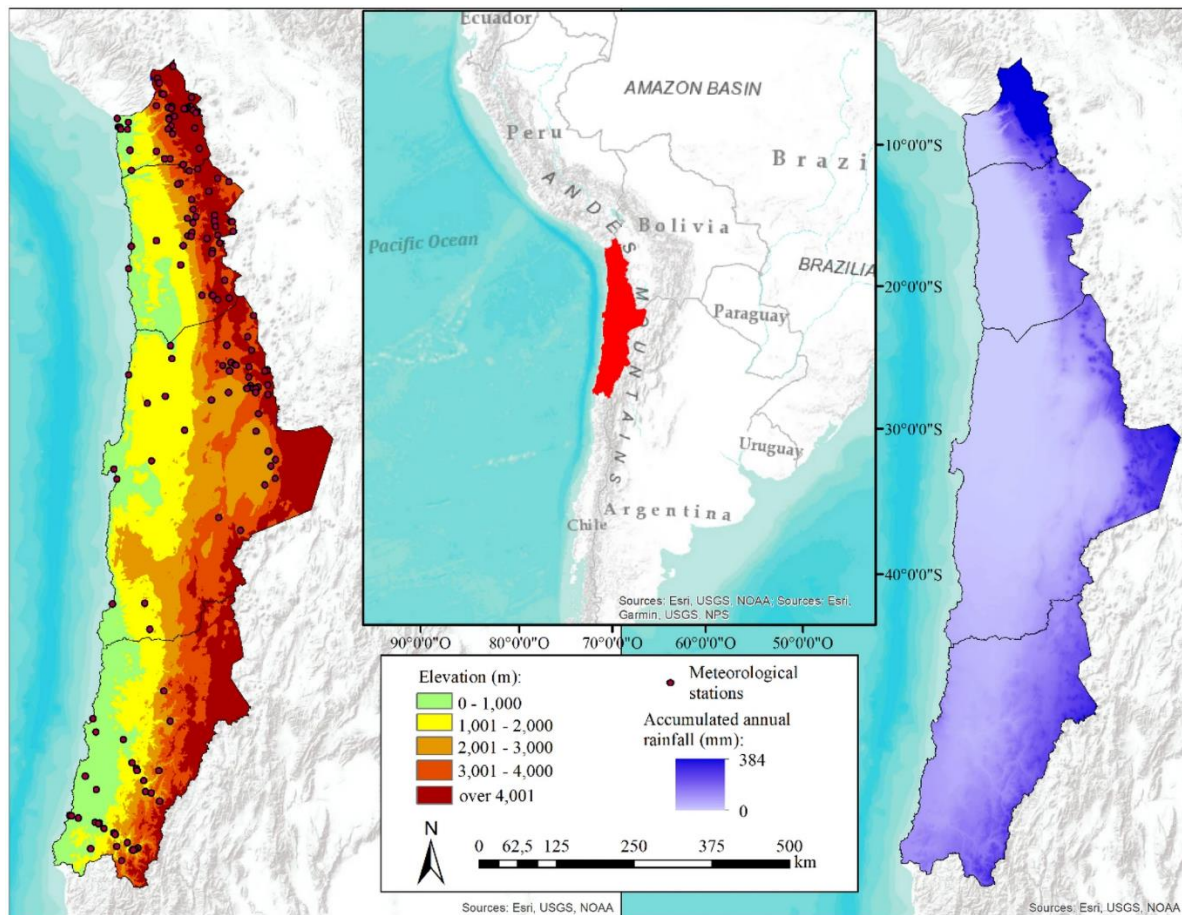 Ecuador
AMAZON BASIN
Peru
Brazi
ANDES MOUNTAINS
Bolivia
Pacific Ocean
BRAZILIA
Paraguay
Uruguay
Argentina
Chile
Sources: Esri, USGS, NOAA; Sources: Esri,
Garmin, USGS, NPS
10°0'0"S
20°0'0"S
30°0'0"S
40°0'0"S
90°0'0"O
80°0'0"O
70°0'0"O
60°0'0"O
50°0'0"O
Elevation (m):
0 - 1,000
1,001 - 2,000
2,001 - 3,000
3,001 - 4,000
over 4,001
Meteorological
stations
Accumulated annual
rainfall (mm):
384
0
N
0 62,5 125 250 375 500
km
Sources: Esri, USGS, NOAA
Sources: Esri, USGS, NOAA